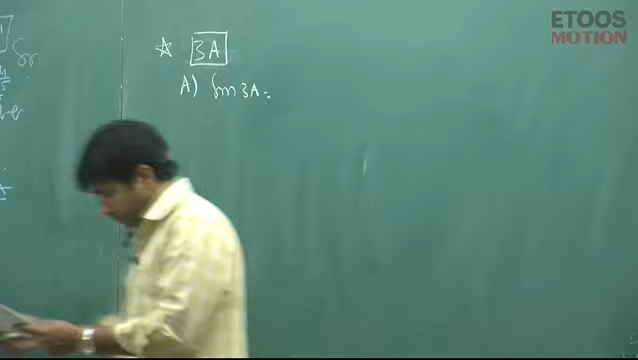 ETOOS
MOTION
☆ 3A
A) Sin 3A =